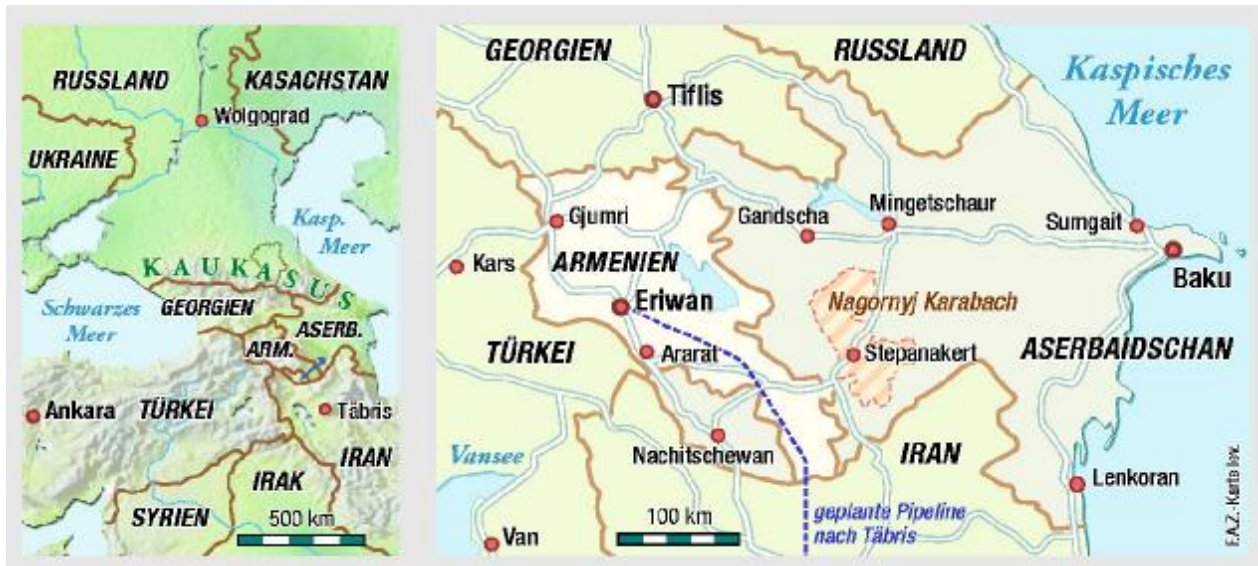 RUSSLAND
KASACHSTAN
Wolgograd
UKRAINE
Kasp.
Meer
KAUKASUS
Schwarzes
Meer
GEORGIEN
ASERB.
ARM.
Ankara
TÜRKEI
Täbris
IRAN
IRAK
SYRIEN
500 km
GEORGIEN
RUSSLAND
Kaspisches
Meer
Tiflis
Gjumri
Gandscha
Mingetschaur
Sumgait
Kars
ARMENIEN
Baku
Eriwan
Nagornyj Karabach
TÜRKEI
Ararat
Stepanakert
ASERBAIDSCHAN
Vansee
Nachitschewan
IRAN
Lenkoran
Van
100 km
geplante Pipeline
nach Täbris
F.A.Z.-Karte lev.